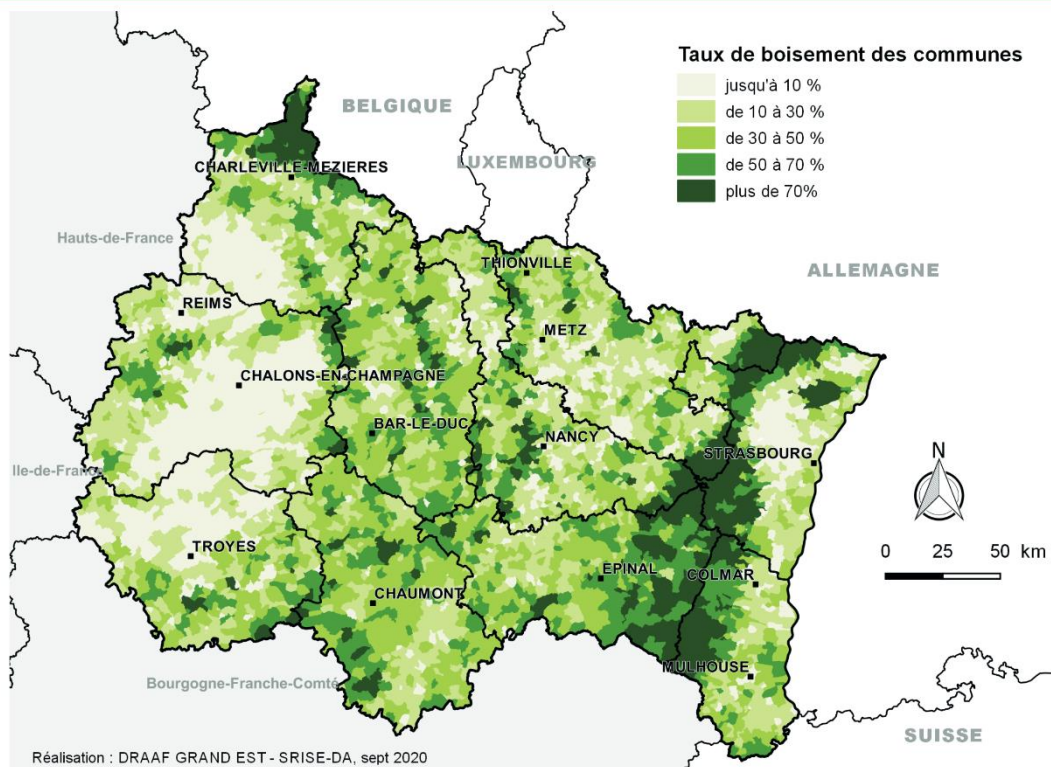 Taux de boisement des communes
jusqu'à 10 %
de 10 à 30 %
de 30 à 50 %
de 50 à 70 %
plus de 70%
BELGIQUE
LUXEMBOURG
ALLEMAGNE
CHARLEVILLE-MEZIERES
Hauts-de-France
THIONVILLE
REIMS
METZ
CHALONS-EN-CHAMPAGNE
BAR-LE-DUC
NANCY
STRASBOURG
Ile-de-France
N
TROYES
0 25 50 km
EPINAL
COLMAR
CHAUMONT
MULHOUSE
Bourgogne-Franche-Comté
SUISSE
Réalisation : DRAAF GRAND EST - SRISE-DA, sept 2020